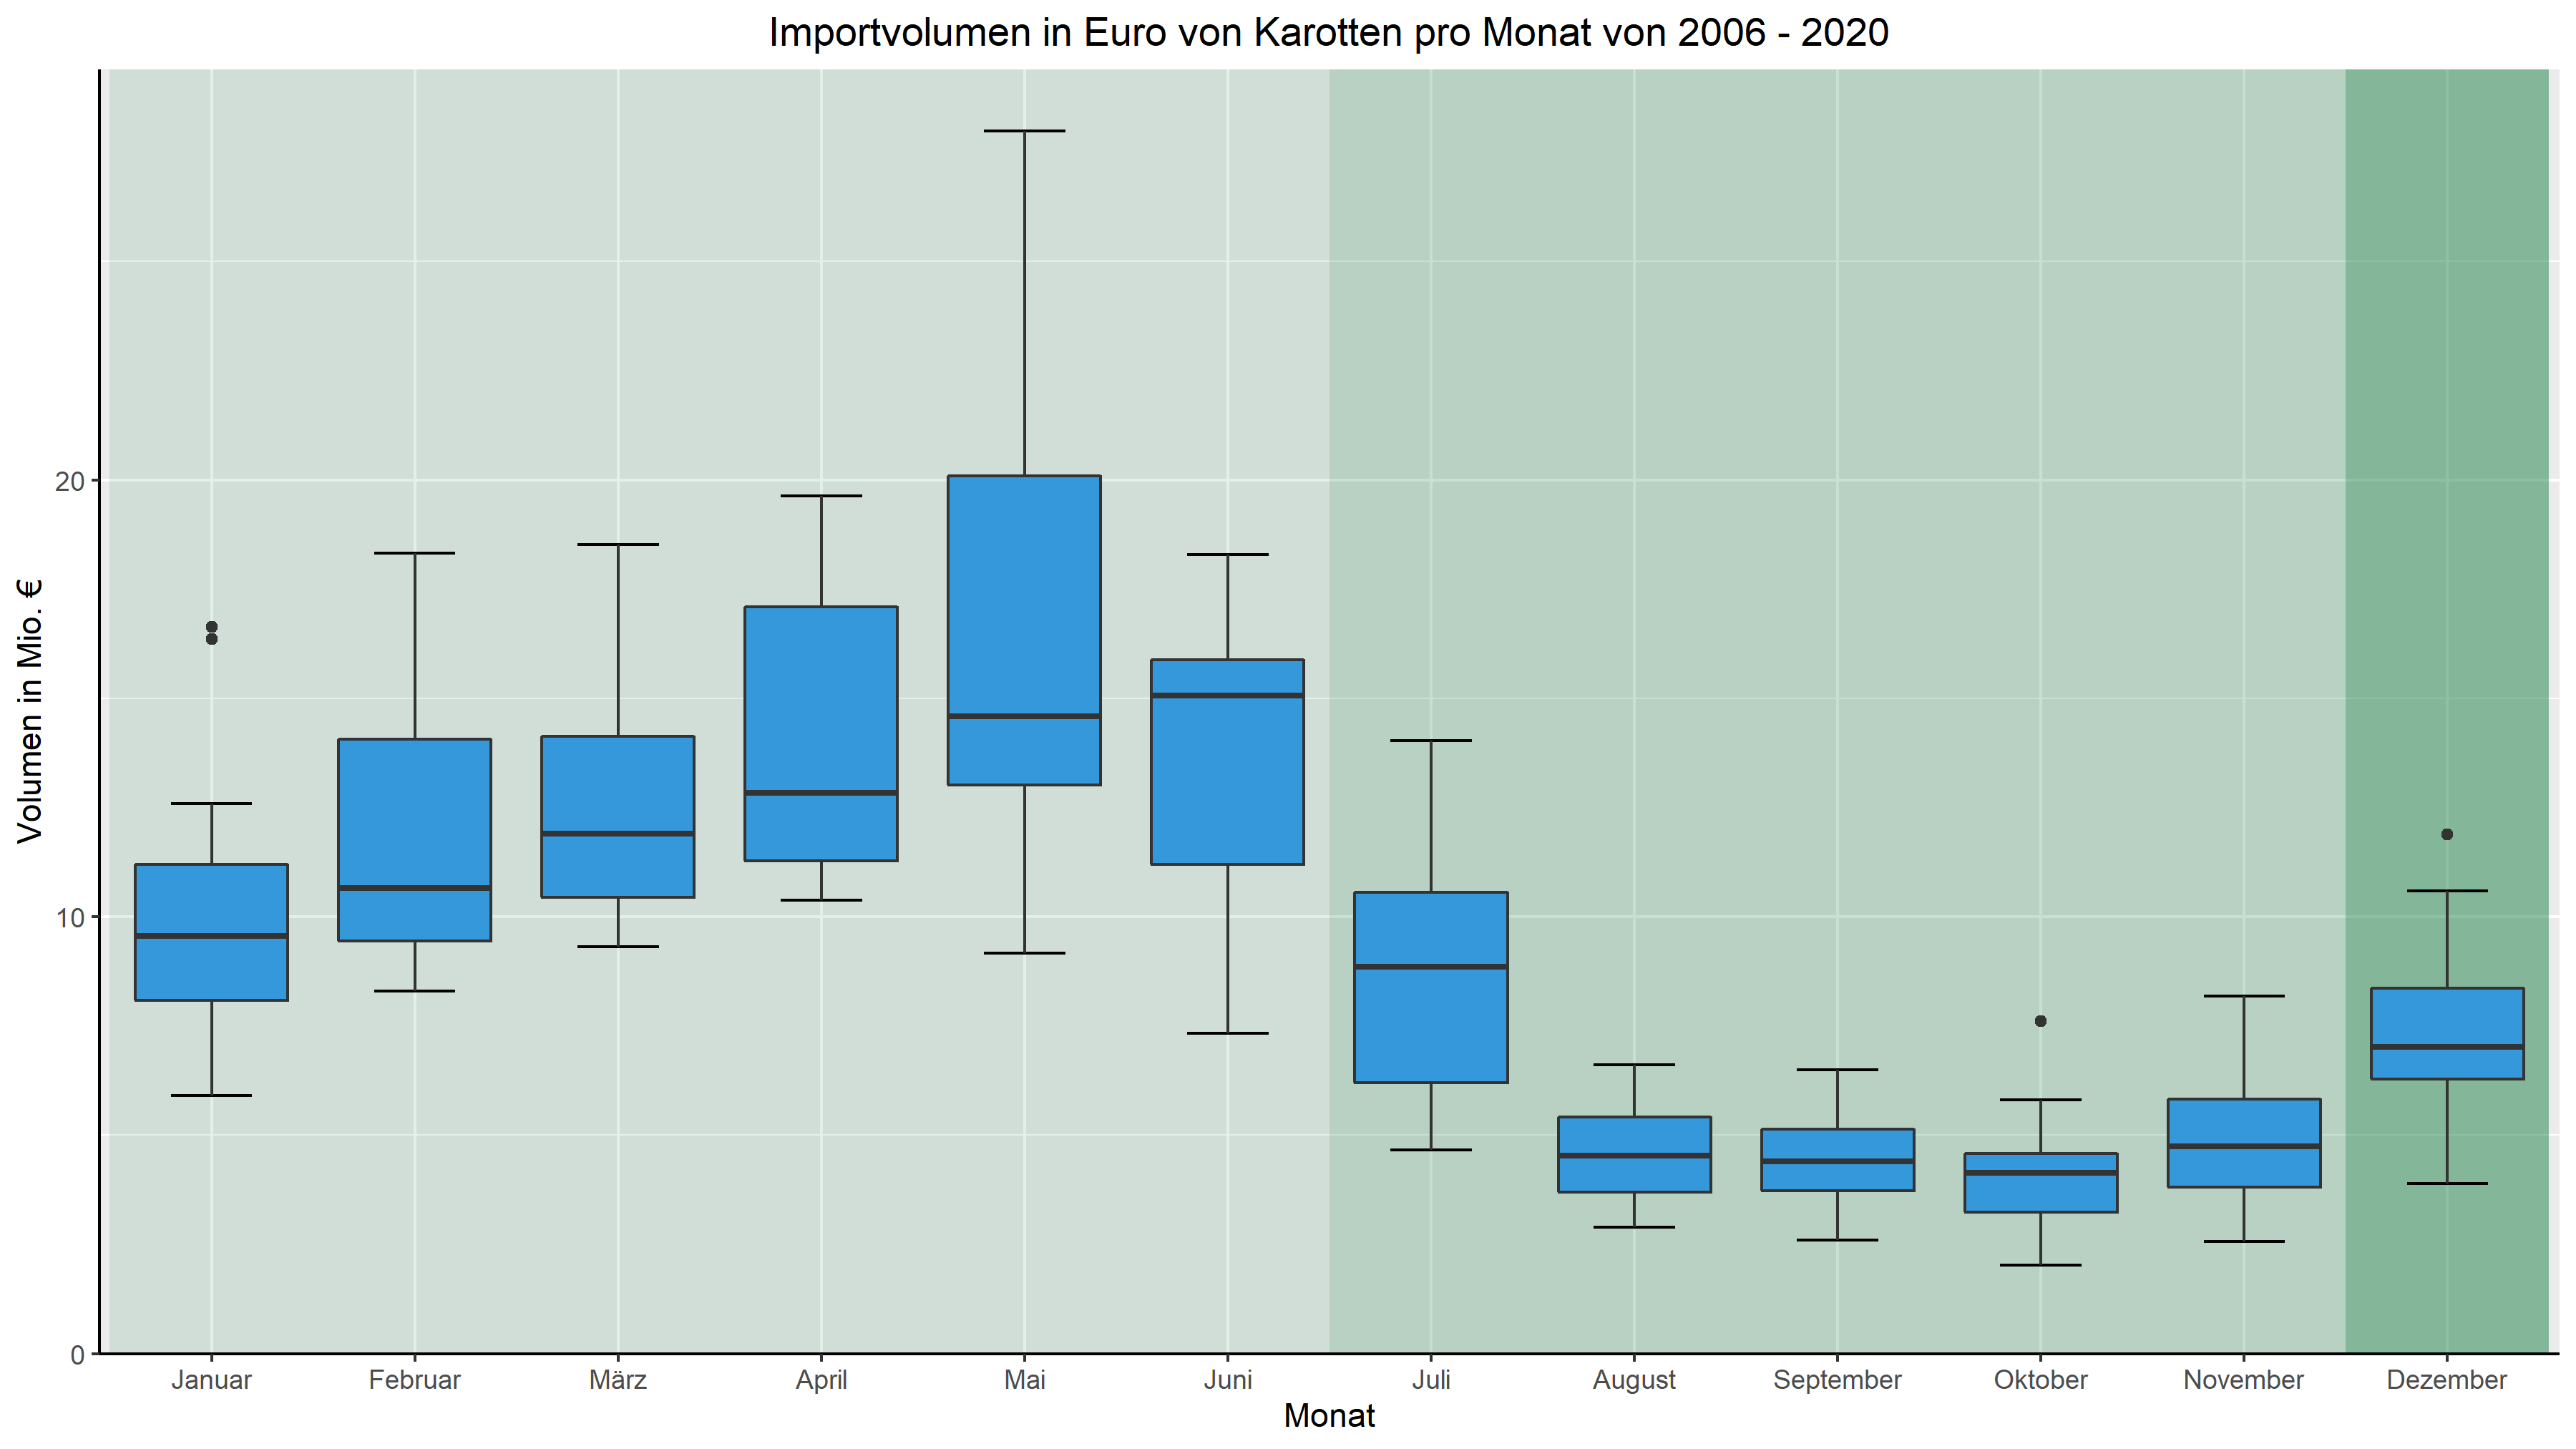 Importvolumen in Euro von Karotten pro Monat von 2006 - 2020
Volumen in Mio. €
20
10
0
Januar Februar März April Mai Juni Juli August September Oktober November Dezember
Monat